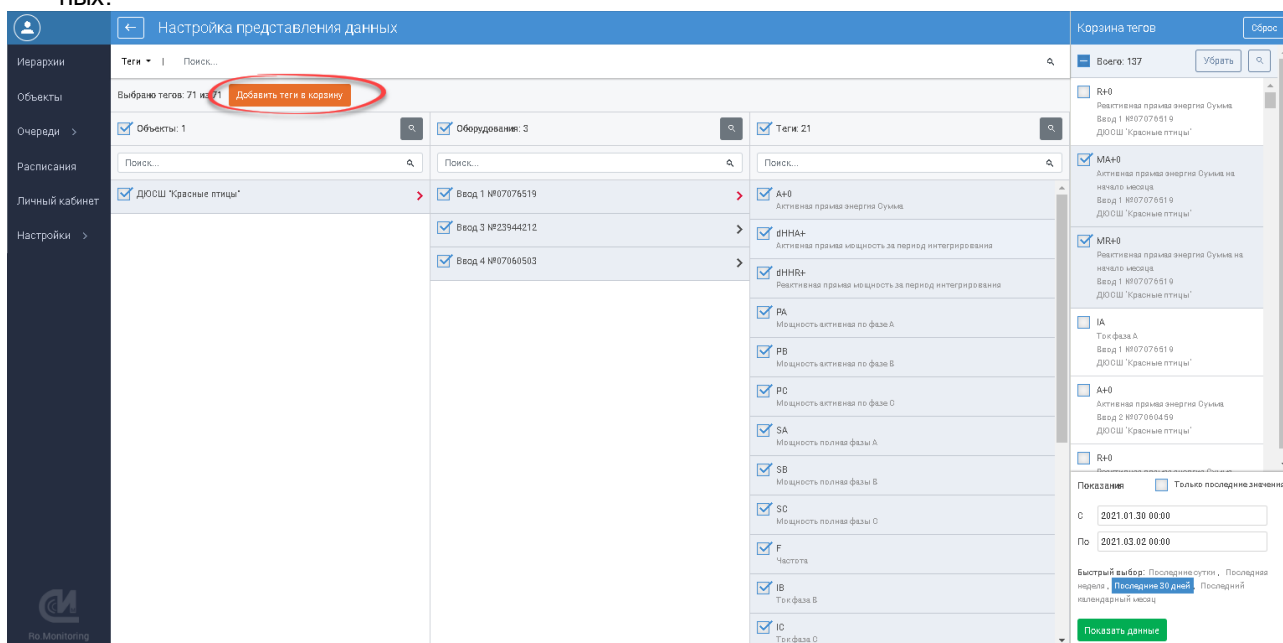 ных.
Настройка представления данных
Корзина тегов
Сброс
Иерархии
Объекты
Очереди >
Расписания
Личный кабинет
Настройки >
Ro.Monitoring
Теги
Поиск...
Выбрано тегов: 71 из 71
Добавить теги в корзину
Объекты: 1
Поиск...
ДЮСШ "Красные птицы"
Оборудования: 3
Поиск...
Ввод 1 №07076519
Ввод 3 №23944212
Ввод 4 №07060503
Теги: 21
Поиск...
A+0
Активная прямая энергия Сумма
dHHA+
Активная прямая мощность за период интегрирования
dHHR+
Реактивная прямая мощность за период интегрирования
PA
Мощность активная по фазе A
PB
Мощность активная по фазе B
PC
Мощность активная по фазе C
SA
Мощность полная фазы A
SB
Мощность полная фазы B
SC
Мощность полная фазы C
F
Частота
IB
Ток фаза B
IC
Ток фаза C
Всего: 137
Убрать
R+0
Реактивная прямая энергия Сумма
Ввод 1 №07076519
ДЮСШ "Красные птицы"
MA+0
Активная прямая энергия Сумма на
начало месяца
Ввод 1 №07076519
ДЮСШ "Красные птицы"
MR+0
Реактивная прямая энергия Сумма на
начало месяца
Ввод 1 №07076519
ДЮСШ "Красные птицы"
IA
Ток фаза A
Ввод 1 №07076519
ДЮСШ "Красные птицы"
A+0
Активная прямая энергия Сумма
Ввод 2 №07060459
ДЮСШ "Красные птицы"
R+0
Показания
Только последние значения
С 2021.01.30 00:00
По 2021.03.02 00:00
Быстрый выбор: Последние сутки , Последняя
неделя , Последние 30 дней , Последний
календарный месяц
Показать данные